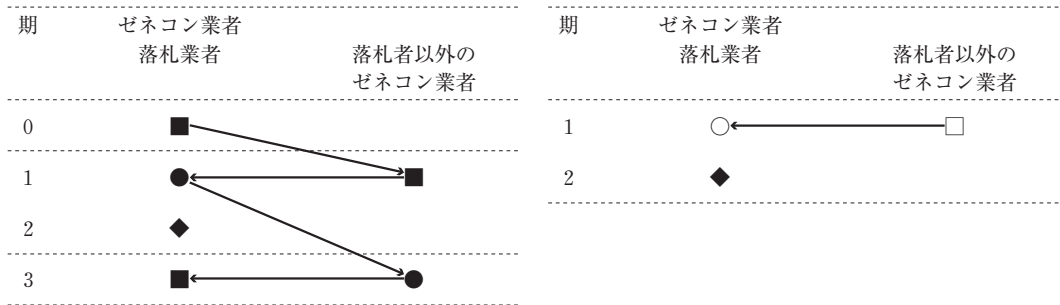 期 ゼネコン業者
落札業者 落札者以外の
ゼネコン業者
0
1
2
3
期 ゼネコン業者
落札業者 落札者以外の
ゼネコン業者
1
2